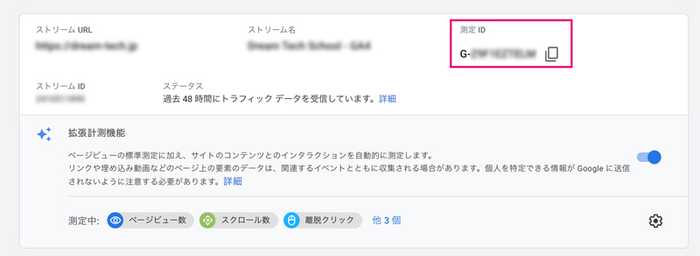 ストリーム URL
ストリーム名
測定 ID
G-
ストリーム ID
ステータス
過去 48 時間にトラフィック データを受信しています。詳細
拡張計測機能
ページビューの標準測定に加え、サイトのコンテンツとのインタラクションを自動的に測定します。
リンクや埋め込み動画などのページ上の要素のデータは、関連するイベントとともに収集される場合があります。個人を特定できる情報が Google に送信
されないように注意する必要があります。詳細
測定中: ページビュー数 スクロール数 離脱クリック 他 3 個